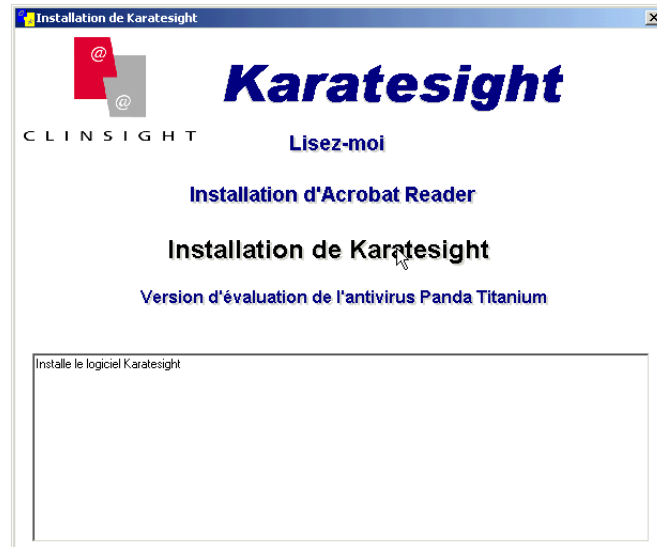 Installation de Karatesight
@
@
Karatesight
CLINSIGHT
Lisez-moi
Installation d'Acrobat Reader
Installation de Karatesight
Version d'évaluation de l'antivirus Panda Titanium
Installe le logiciel Karatesight